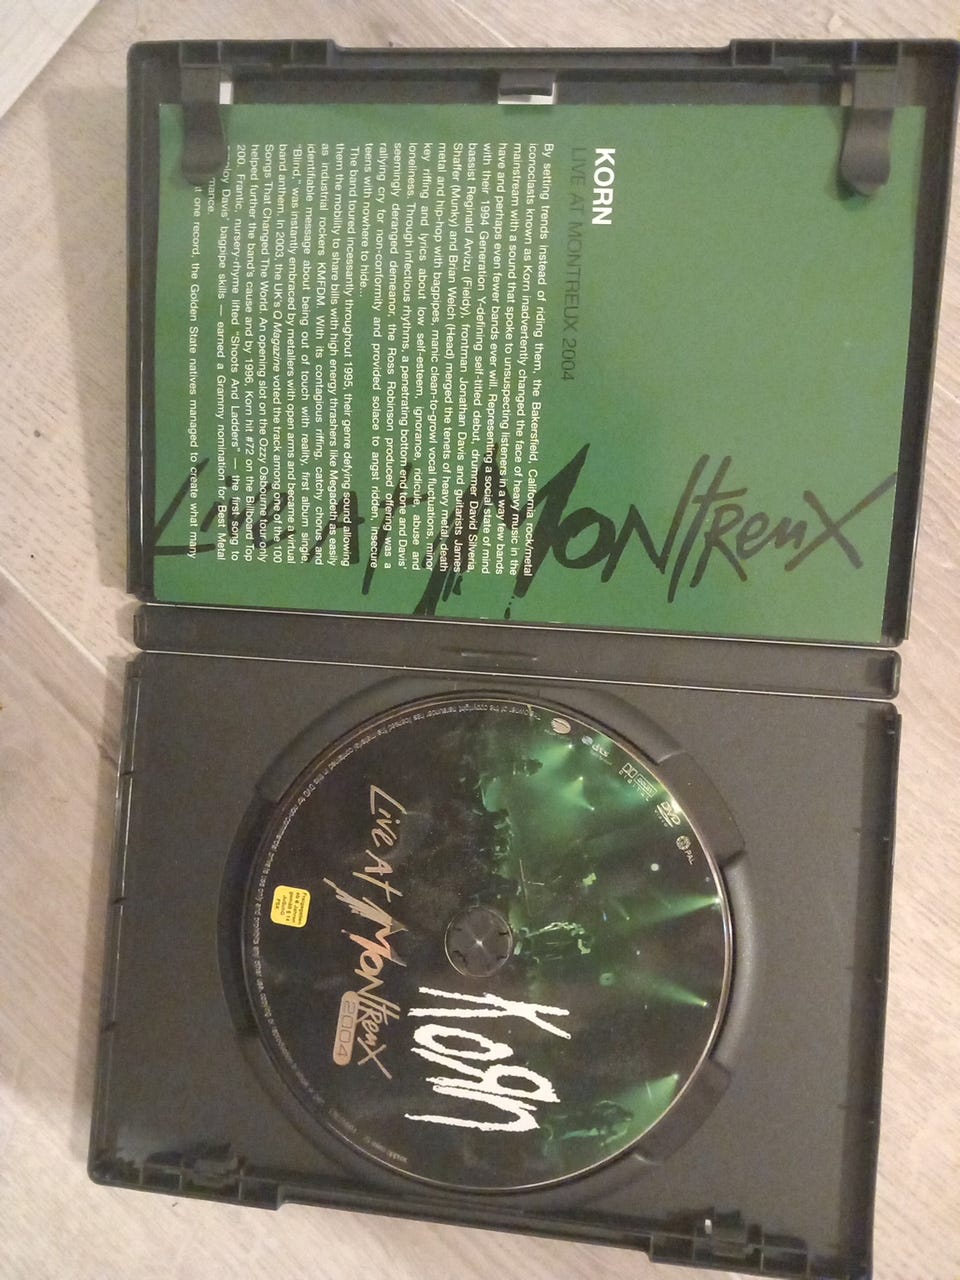 KORN
LIVE AT MONTREUX 2004
By setting trends instead of riding them, the Bakersfield, California rock/metal
iconoclasts known as Korn inadvertently changed the face of heavy music in the
mainstream with a sound that spoke to unsuspecting listeners in a way few bands
have and perhaps even fewer bands ever will. Representing a social state of mind
with their 1994 Generation Y-defining self-titled debut, drummer David Silveria,
bassist Reginald Arvizu (Fieldy), frontman Jonathan Davis and guitarists James
Shaffer (Munky) and Brian Welch (Head) merged the tenets of heavy metal, death
metal and hip-hop with bagpipes, manic clean-to-growl vocal fluctuations, minor
key riffing and lyrics about low self-esteem, ignorance, ridicule, abuse and
loneliness. Through infectious rhythms, a penetrating bottom end tone and Davis'
seemingly deranged demeanor, the Ross Robinson produced offering was a
rallying cry for non-conformity and provided solace to angst ridden, insecure
teens with nowhere to hide...
The band toured incessantly throughout 1995, their genre defying sound allowing
them the mobility to share bills with high energy thrashers like Megadeth as easily
as industrial rockers KMFDM. With its contagious riffing, catchy chorus and
identifiable message about being out of touch with reality, first album single,
"Blind," was instantly embraced by metallers with open arms and became a virtual
band anthem. In 2003, the UK's Q Magazine voted the track among one of the 100
Songs That Changed The World. An opening slot on the Ozzy Osbourne tour only
helped further the band's cause and by 1996, Korn hit #72 on the Billboard Top
200. Frantic, nursery-rhyme lifted "Shoots And Ladders" — the first song to
employ Davis' bagpipe skills — earned a Grammy nomination for Best Metal
one record, the Golden State natives managed to create what many
Live At Montreux
PAL
DVD
DOLBY
DIGITAL
dts
KoRn
Live At Montreux
2004
Freigegeben
ab 6 Jahren
gemäß § 14
JuSchG
FSK